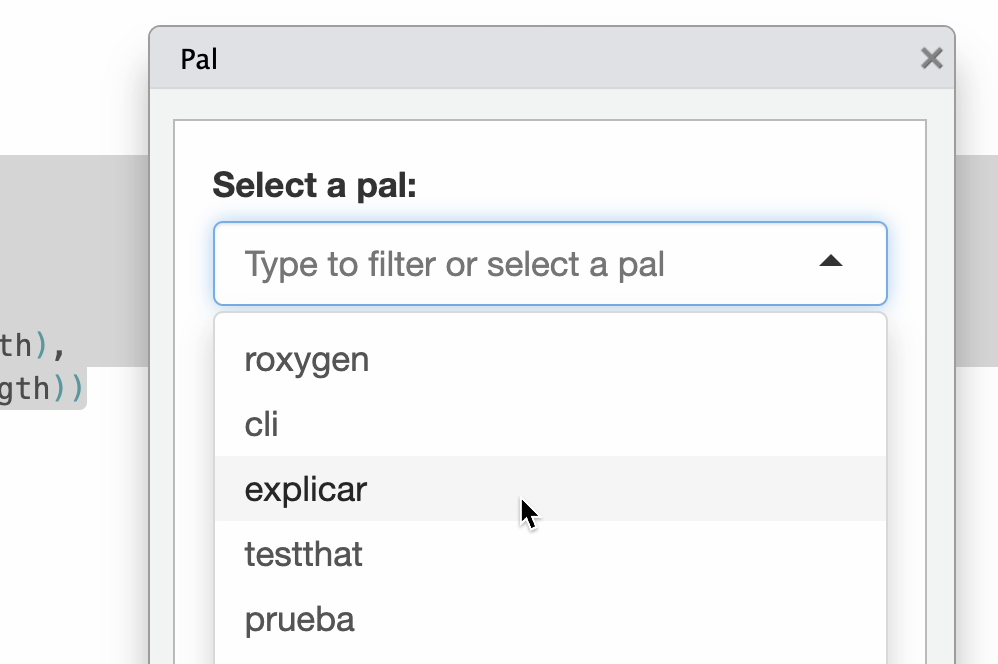 Pal
Select a pal:
Type to filter or select a pal
th),
gth))
roxygen
cli
explicar
testthat
prueba